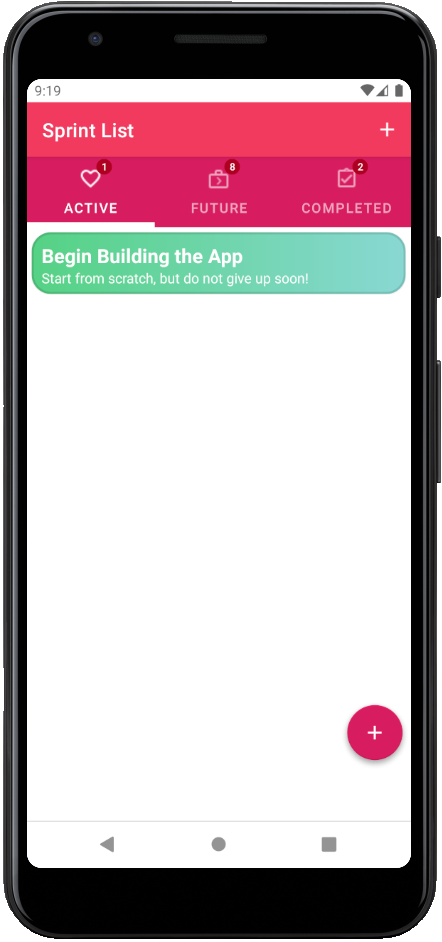 9:19
Sprint List
1
8
2
ACTIVE
FUTURE
COMPLETED
Begin Building the App
Start from scratch, but do not give up soon!